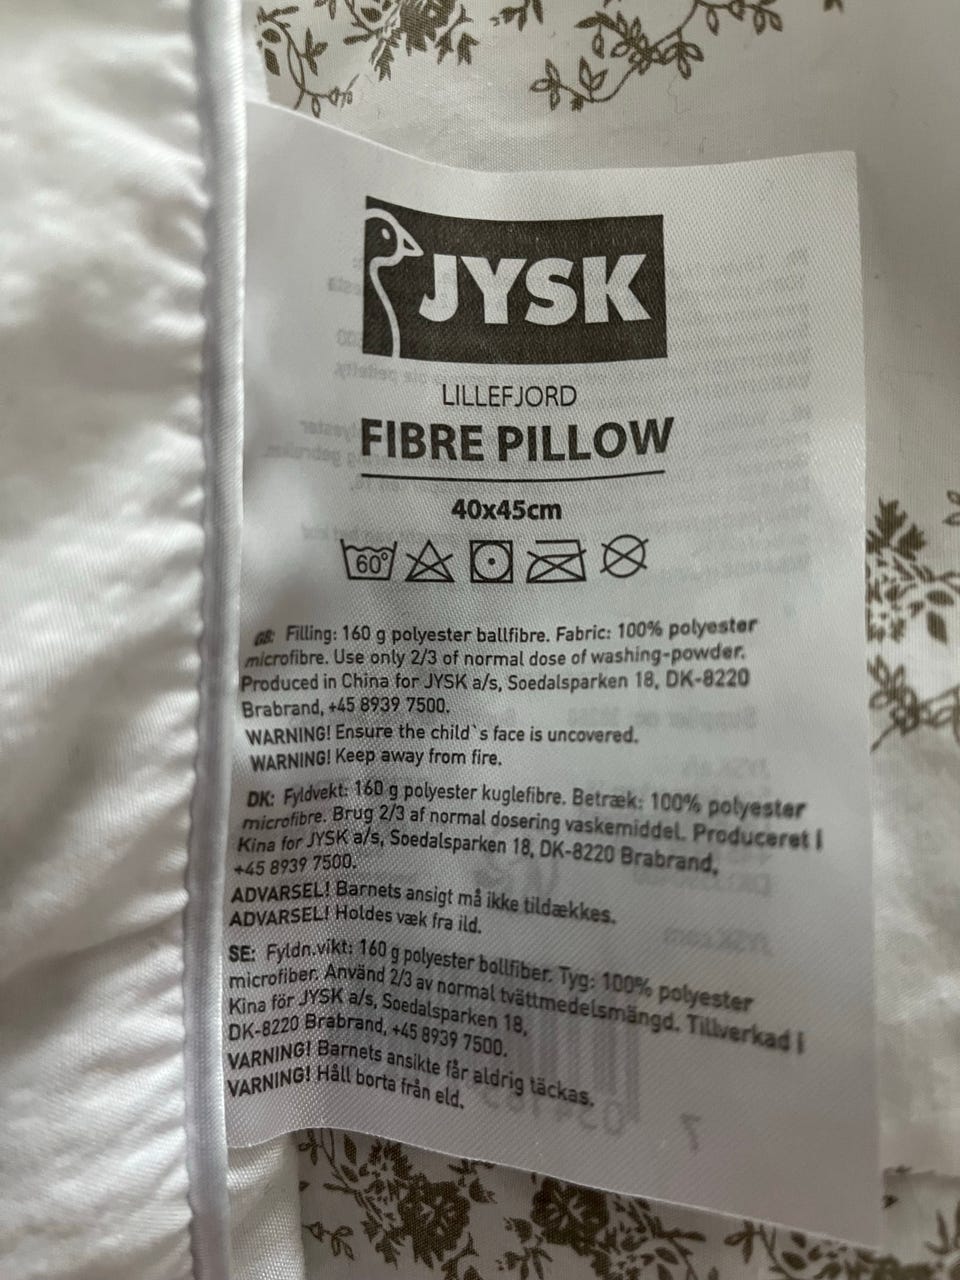 JYSK
LILLEFJORD
FIBRE PILLOW
40x45cm
60°
GB: Filling: 160 g polyester ballfibre. Fabric: 100% polyester
microfibre. Use only 2/3 of normal dose of washing-powder.
Produced in China for JYSK a/s, Soedalsparken 18, DK-8220
Brabrand, +45 8939 7500.
WARNING! Ensure the child`s face is uncovered.
WARNING! Keep away from fire.
DK: Fyldvekt: 160 g polyester kuglefibre. Betræk: 100% polyester
microfibre. Brug 2/3 af normal dosering vaskemiddel. Produceret i
Kina for JYSK a/s, Soedalsparken 18, DK-8220 Brabrand,
+45 8939 7500.
ADVARSEL! Barnets ansigt må ikke tildækkes.
ADVARSEL! Holdes væk fra ild.
SE: Fyldn.vikt: 160 g polyester bollfiber. Tyg: 100% polyester
microfiber. Använd 2/3 av normal tvättmedelsmängd. Tillverkad i
Kina för JYSK a/s, Soedalsparken 18,
DK-8220 Brabrand, +45 8939 7500.
VARNING! Barnets ansikte får aldrig täckas.
VARNING! Håll borta från eld.